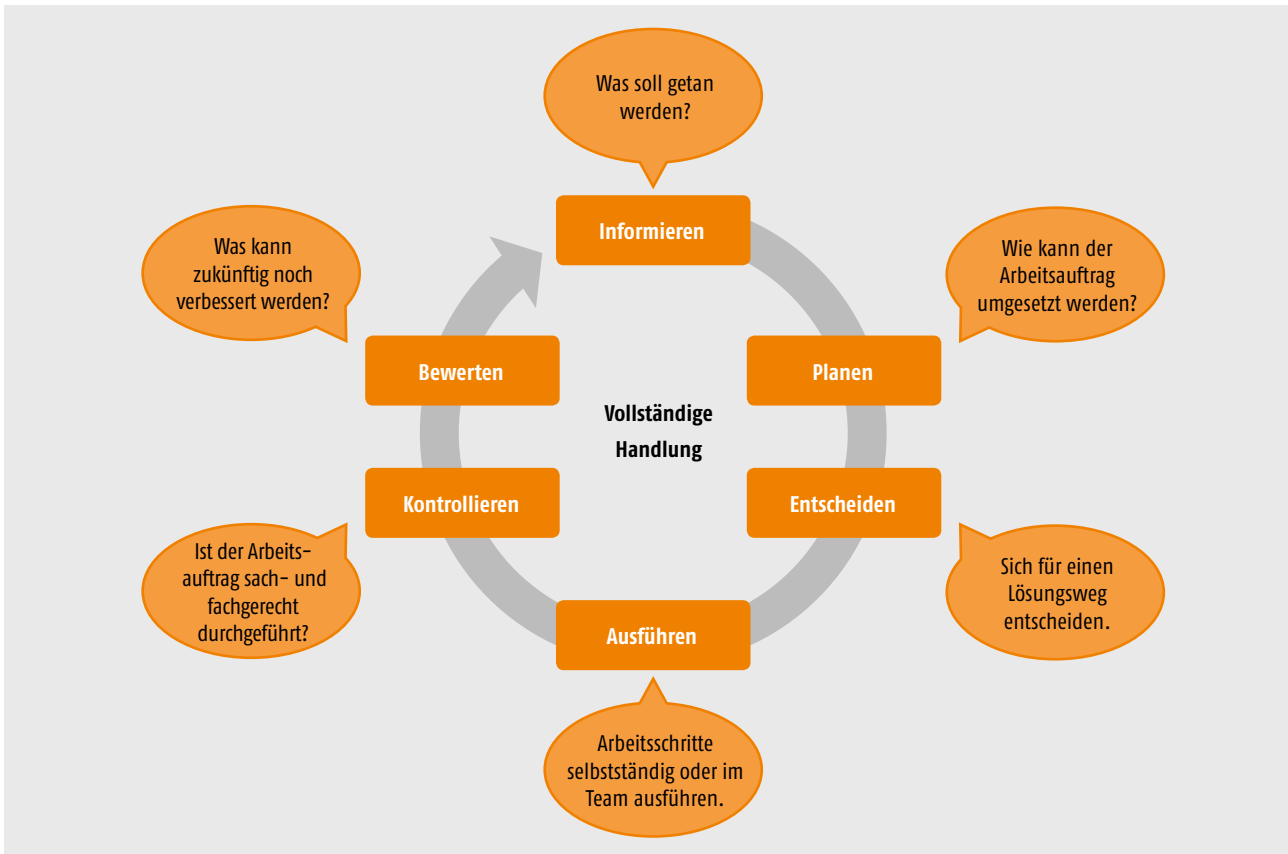 Was soll getan
werden?
Informieren
Wie kann der
Arbeitsauftrag
umgesetzt werden?
Planen
Entscheiden
Sich für einen
Lösungsweg
entscheiden.
Ausführen
Arbeitsschritte
selbstständig oder im
Team ausführen.
Kontrollieren
Ist der Arbeits-
auftrag sach- und
fachgerecht
durchgeführt?
Bewerten
Was kann
zukünftig noch
verbessert werden?
Vollständige
Handlung